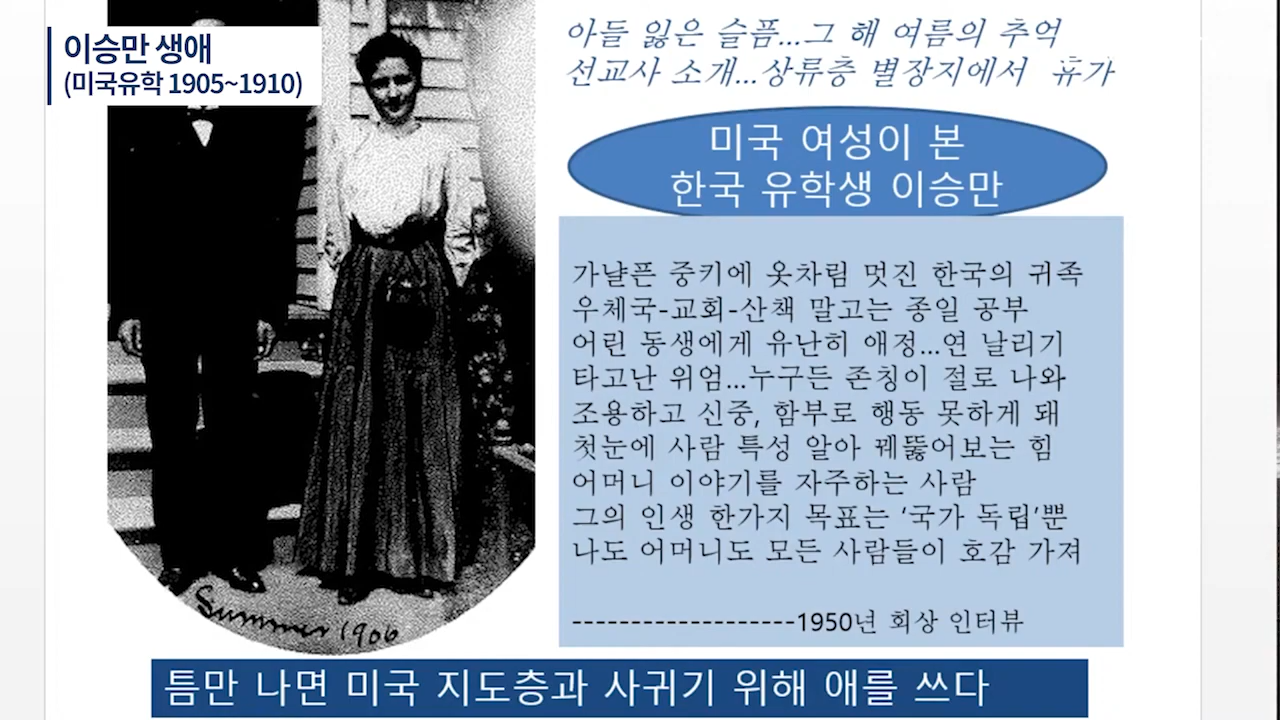 이승만 생애
(미국유학 1905~1910)
아들 잃은 슬픔...그 해 여름의 추억
선교사 소개...상류층 별장지에서 휴가
미국 여성이 본
한국 유학생 이승만
가냘픈 중키에 옷차림 멋진 한국의 귀족
우체국-교회-산책 말고는 종일 공부
어린 동생에게 유난히 애정...연 날리기
타고난 위엄...누구든 존칭이 절로 나와
조용하고 신중, 함부로 행동 못하게 돼
첫눈에 사람 특성 알아 꿰뚫어보는 힘
어머니 이야기를 자주하는 사람
그의 인생 한가지 목표는 ‘국가 독립’뿐
나도 어머니도 모든 사람들이 호감 가져
-------------------1950년 회상 인터뷰
Summer 1906
틈만 나면 미국 지도층과 사귀기 위해 애를 쓰다